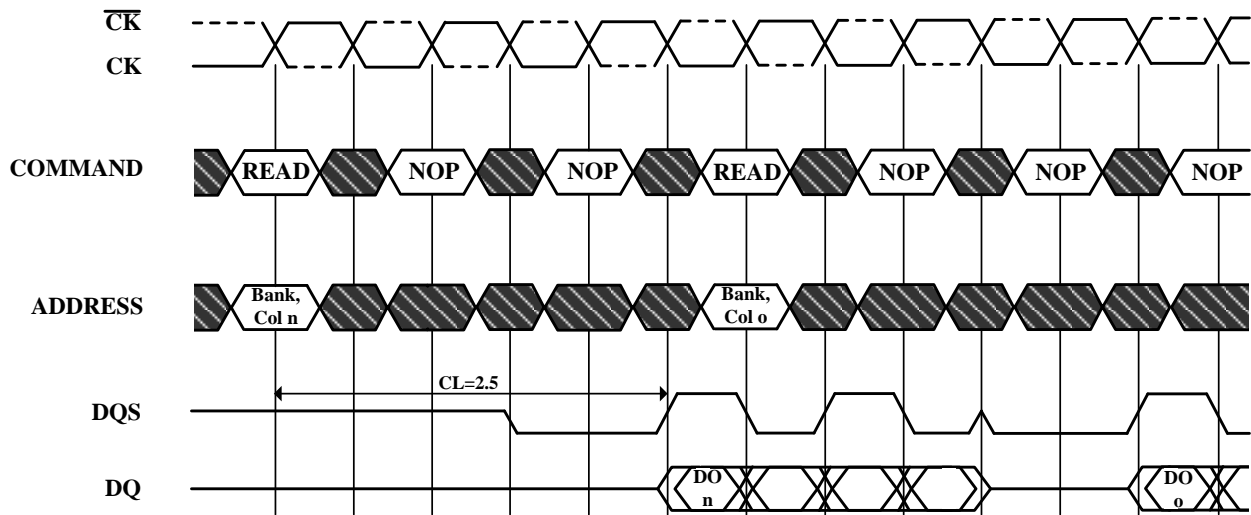 CK
CK
COMMAND
READ NOP NOP READ NOP NOP NOP
ADDRESS
Bank,
Col n
Bank,
Col o
CL=2.5
DQS
DQ
DO
n
DO
o